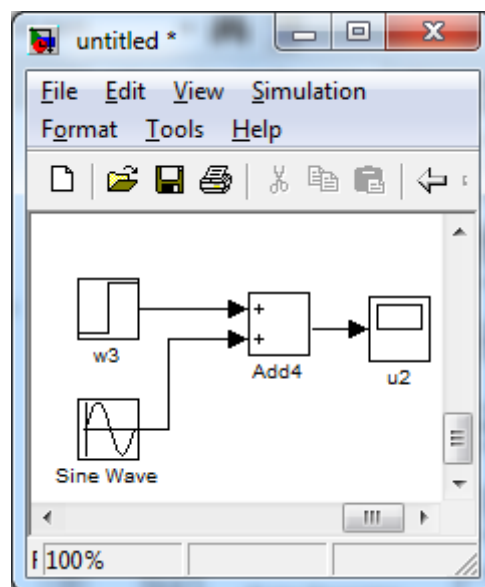 untitled *
File Edit View Simulation
Format Tools Help
w3
+
+
Add4
u2
Sine Wave
100%